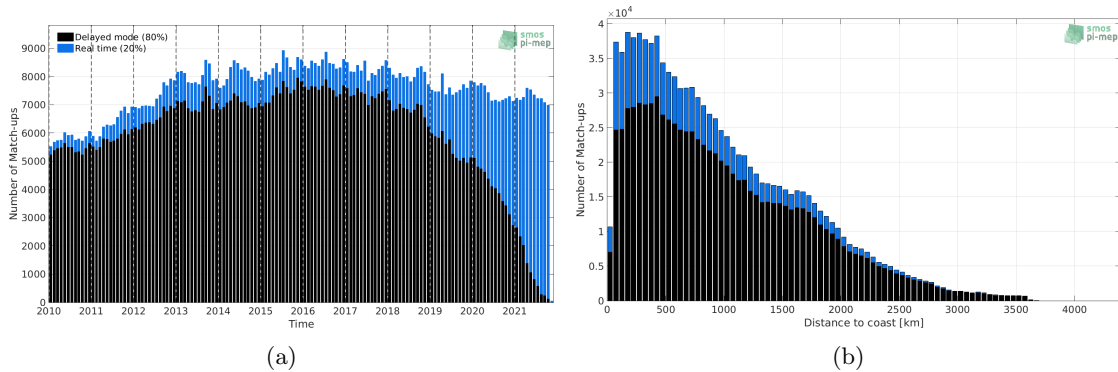 Delayed mode (80%)
Real time (20%)
smos
pi-mep
9000
8000
7000
6000
5000
4000
3000
2000
1000
0
Number of Match-ups
2010 2011 2012 2013 2014 2015 2016 2017 2018 2019 2020 2021
Time
(a)
×10⁴
smos
pi-mep
4
3.5
3
2.5
2
1.5
1
0.5
0
Number of Match-ups
0 500 1000 1500 2000 2500 3000 3500 4000
Distance to coast [km]
(b)